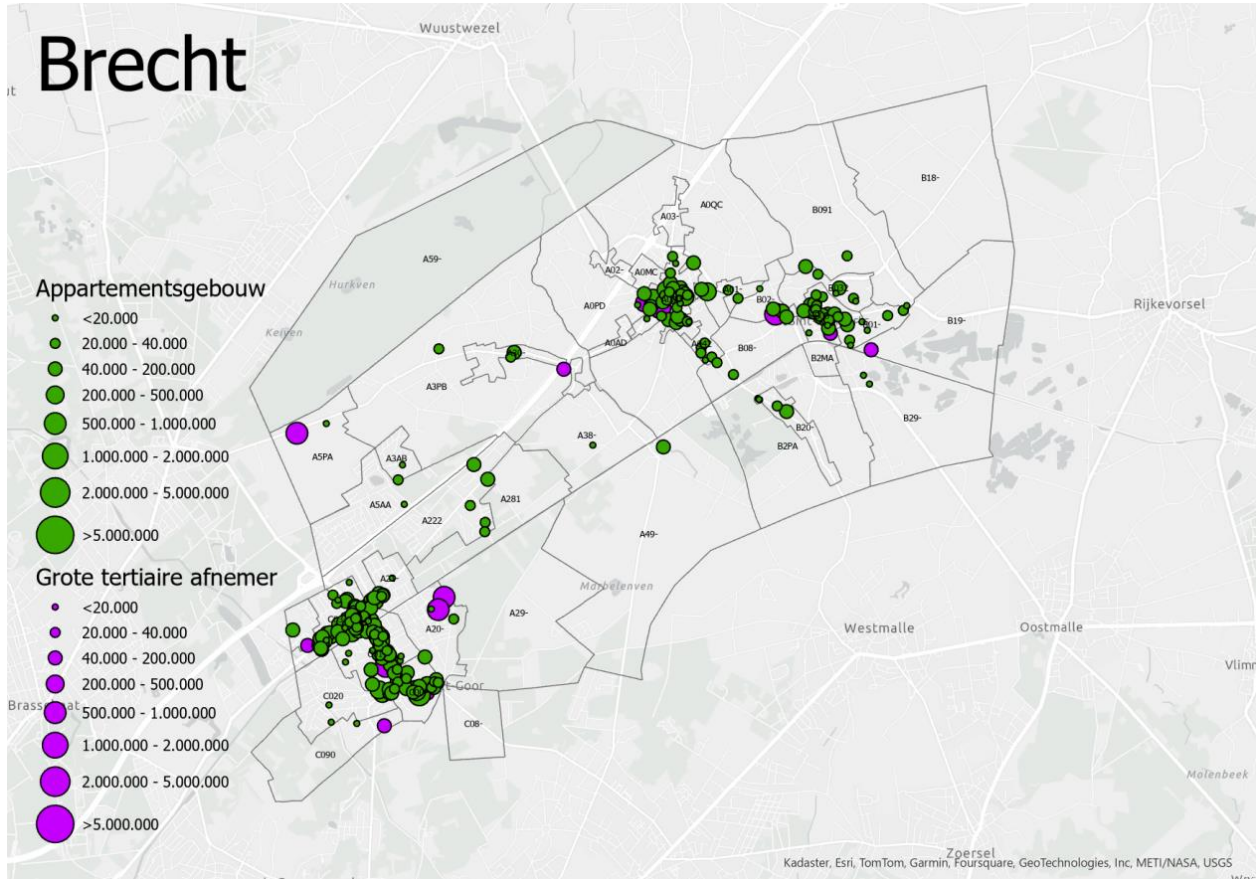 Brecht
Wuustwezel
B18-
A0QC
B091
A03-
A59-
A02-
A0MC
Hurkven
Appartementsgebouw
<20.000
20.000 - 40.000
40.000 - 200.000
200.000 - 500.000
500.000 - 1.000.000
1.000.000 - 2.000.000
2.000.000 - 5.000.000
>5.000.000
A0PD
B02-
Rijkevorsel
B19-
A0AD
B08-
B2MA
A3PB
B29-
B20-
B2PA
A38-
A5PA
A3AB
A5AA
A281
A222
A49-
Grote tertiaire afnemer
<20.000
20.000 - 40.000
40.000 - 200.000
200.000 - 500.000
500.000 - 1.000.000
1.000.000 - 2.000.000
2.000.000 - 5.000.000
>5.000.000
Marbelenven
A29-
A20-
Westmalle
Oostmalle
C020
C08-
C090
Molenbeek
Zoersel
Kadaster, Esri, TomTom, Garmin, Foursquare, GeoTechnologies, Inc, METI/NASA, USGS